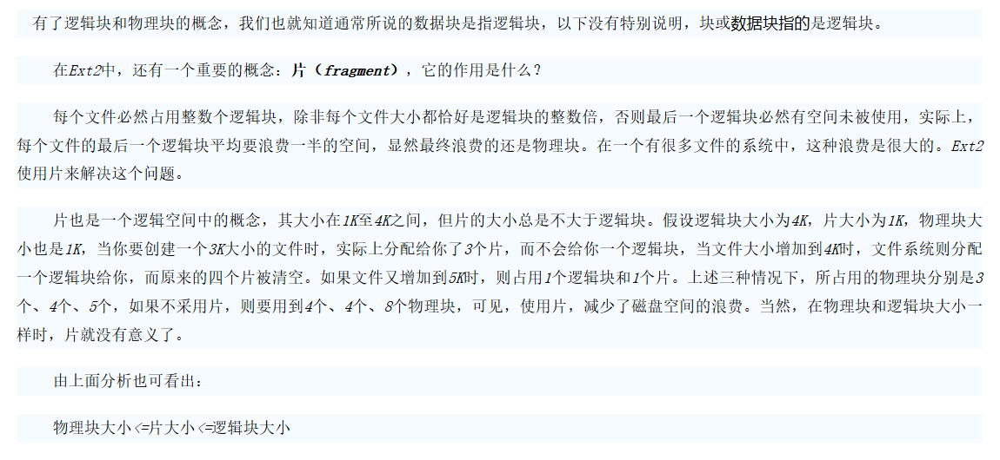 有了逻辑块和物理块的概念，我们也就知道通常所说的数据块是指逻辑块，以下没有特别说明，块或数据块指的是逻辑块。
在Ext2中，还有一个重要的概念：片（fragment），它的作用是什么？
每个文件必然占用整数个逻辑块，除非每个文件大小都恰好是逻辑块的整数倍，否则最后一个逻辑块必然有空间未被使用，实际上，
每个文件的最后一个逻辑块平均要浪费一半的空间，显然最终浪费的还是物理块。在一个有很多文件的系统中，这种浪费是很大的。Ext2
使用片来解决这个问题。
片也是一个逻辑空间中的概念，其大小在1K至4K之间，但片的大小总是不大于逻辑块。假设逻辑块大小为4K，片大小为1K，物理块大
小也是1K，当你要创建一个3K大小的文件时，实际上分配给你了3个片，而不会给你一个逻辑块，当文件大小增加到4K时，文件系统则分配
一个逻辑块给你，而原来的四个片被清空。如果文件又增加到5K时，则占用1个逻辑块和1个片。上述三种情况下，所占用的物理块分别是3
个、4个、5个，如果不采用片，则要用到4个、4个、8个物理块，可见，使用片，减少了磁盘空间的浪费。当然，在物理块和逻辑块大小一
样时，片就没有意义了。
由上面分析也可看出：
物理块大小<=片大小<=逻辑块大小